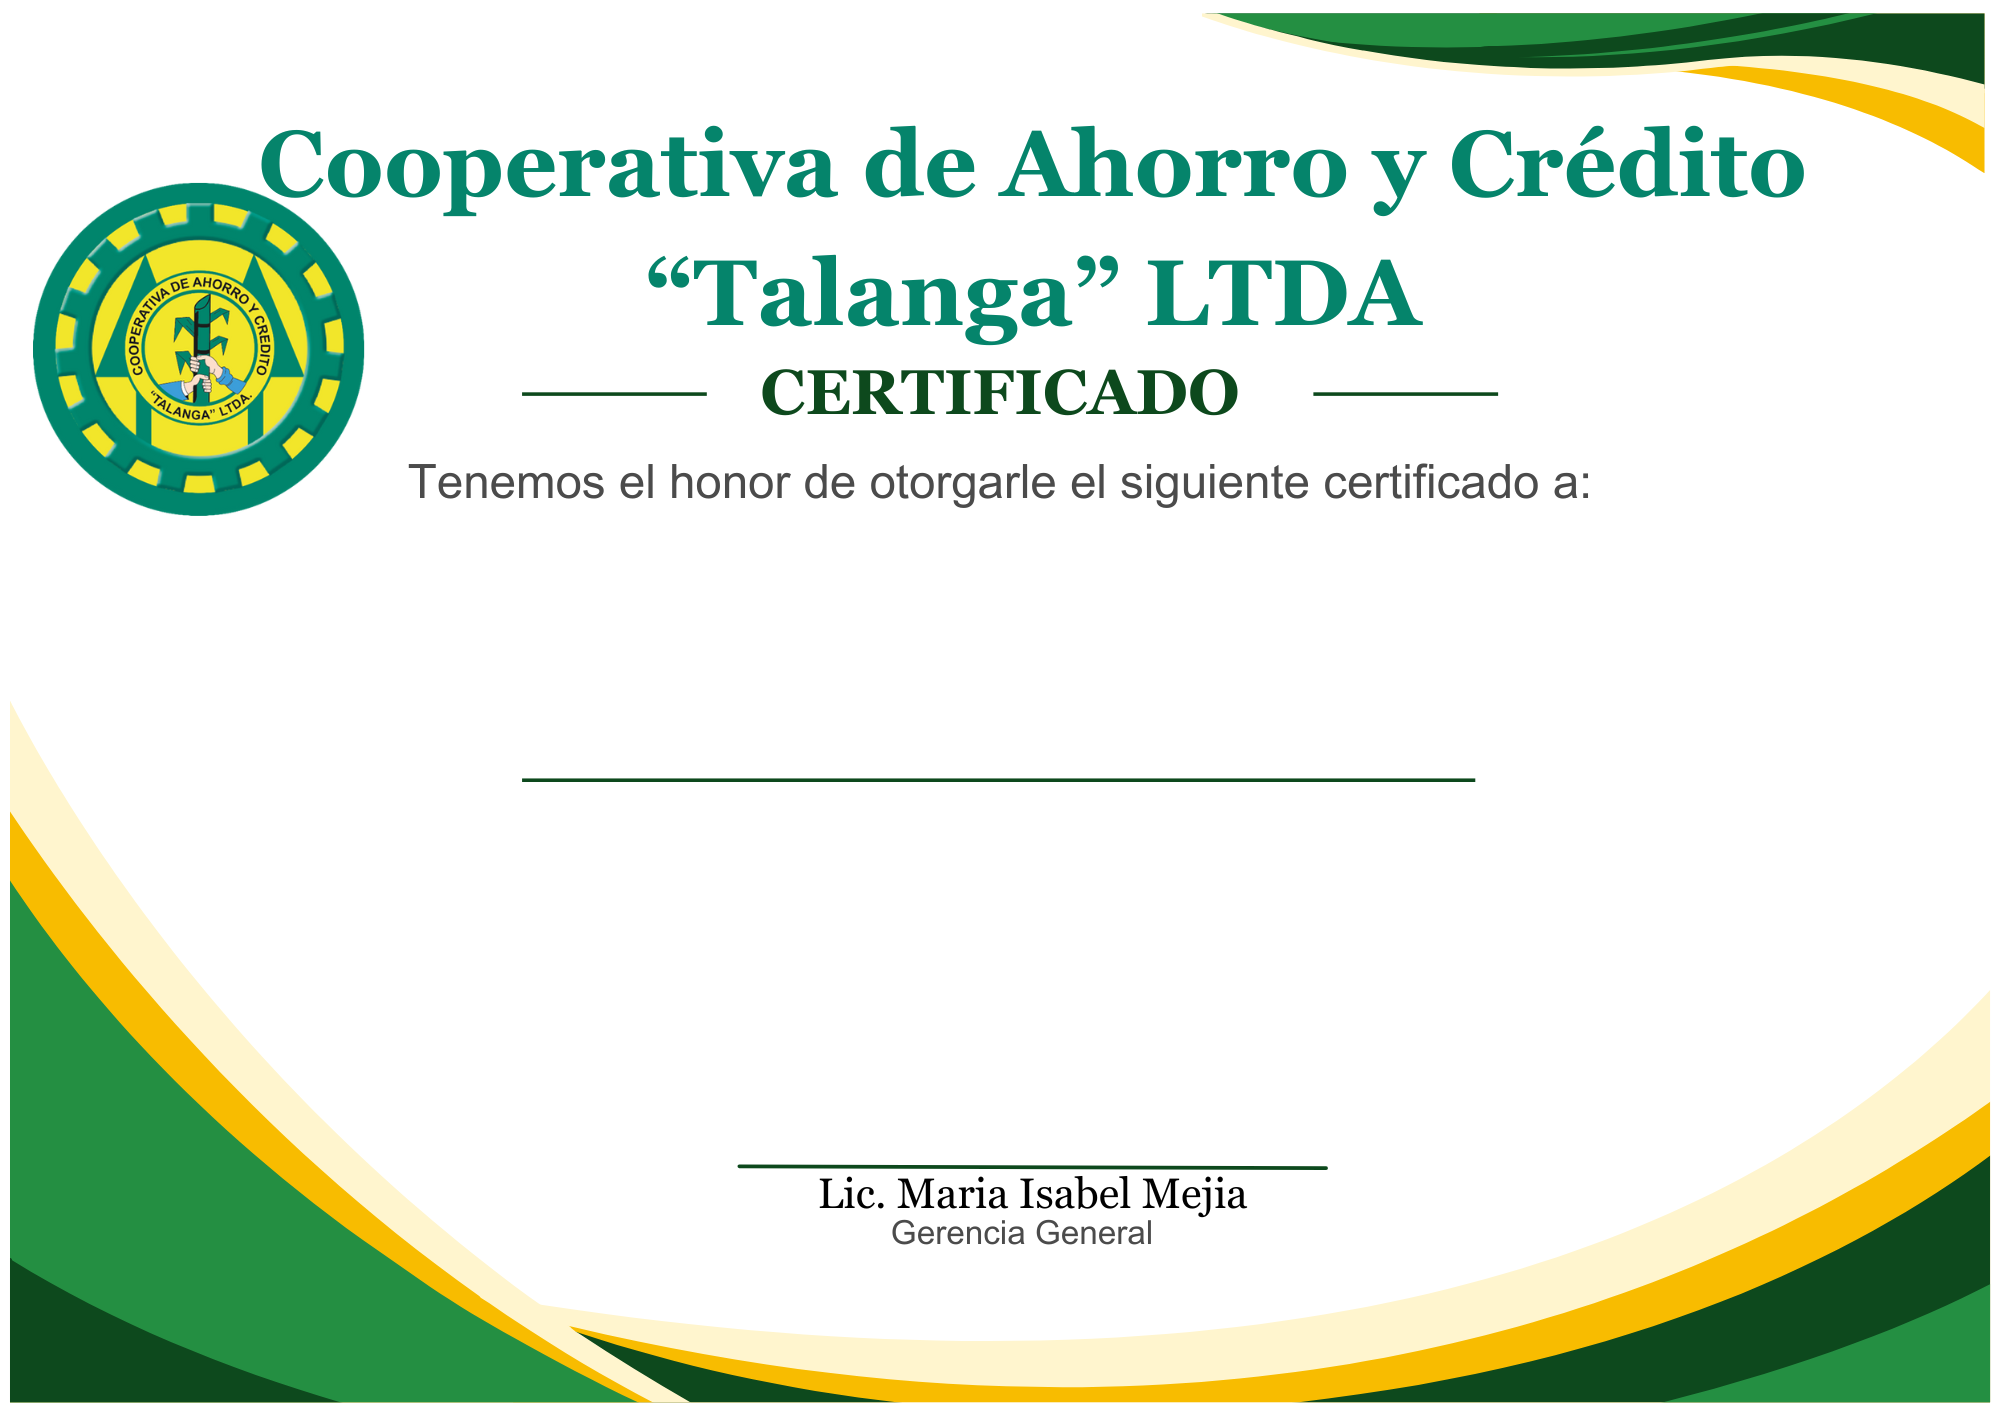 Cooperativa de Ahorro y Crédito
“Talanga” LTDA
COOPERATIVA DE AHORRO Y CREDITO
“TALANGA” LTDA.
CERTIFICADO
Tenemos el honor de otorgarle el siguiente certificado a:
Lic. Maria Isabel Mejia
Gerencia General